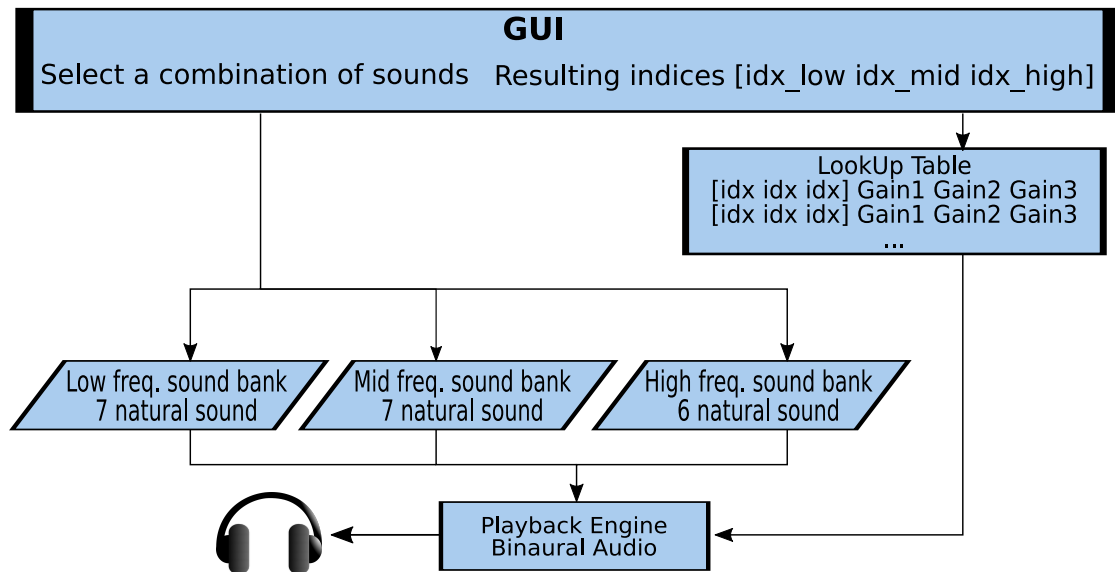 GUI
Select a combination of sounds Resulting indices [idx_low idx_mid idx_high]
LookUp Table
[idx idx idx] Gain1 Gain2 Gain3
[idx idx idx] Gain1 Gain2 Gain3
...
Low freq. sound bank
7 natural sound
Mid freq. sound bank
7 natural sound
High freq. sound bank
6 natural sound
Playback Engine
Binaural Audio